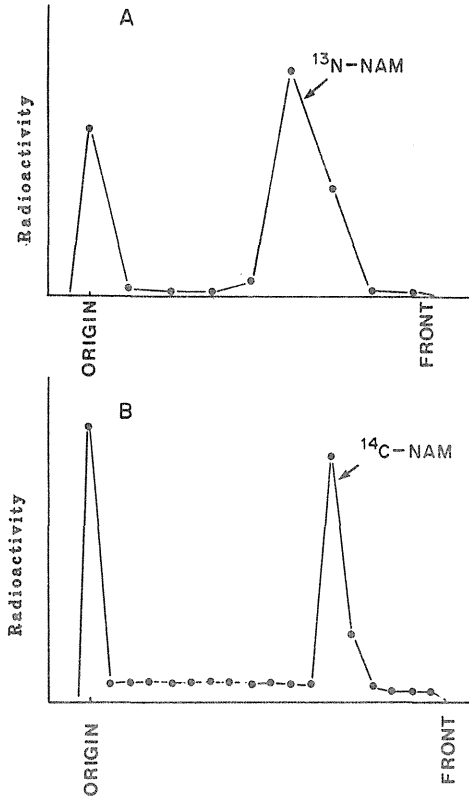 A
¹³N-NAM
Radioactivity
ORIGIN
FRONT
B
¹⁴C-NAM
Radioactivity
ORIGIN
FRONT